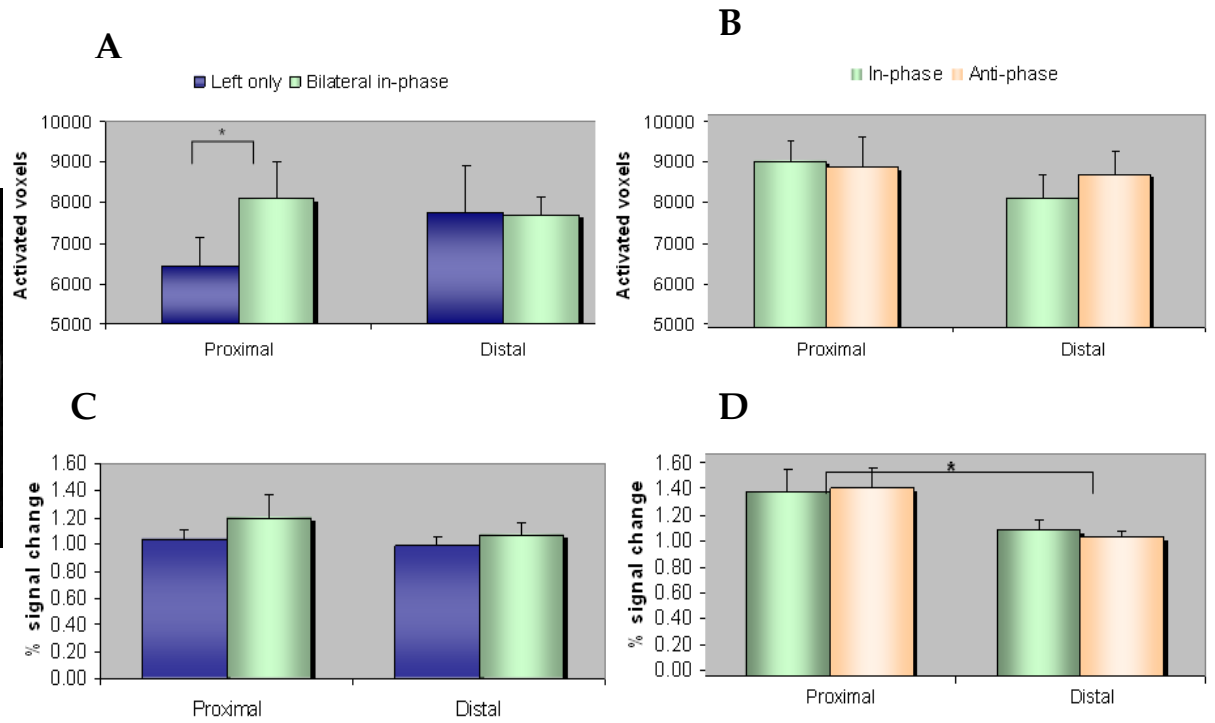 A
Left only Bilateral in-phase
Activated voxels
10000
9000
8000
7000
6000
5000
*
Proximal Distal
B
In-phase Anti-phase
Activated voxels
10000
9000
8000
7000
6000
5000
Proximal Distal
C
% signal change
1.60
1.40
1.20
1.00
0.80
0.60
0.40
0.20
0.00
Proximal Distal
D
% signal change
1.60
1.40
1.20
1.00
0.80
0.60
0.40
0.20
0.00
*
Proximal Distal